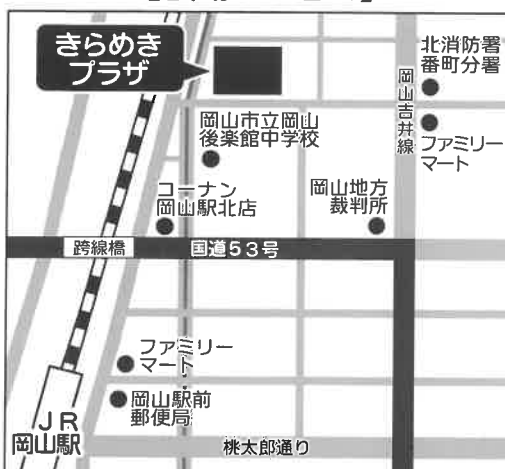 きらめき
プラザ
北消防署
番町分署
岡山吉井線
ファミリー
マート
岡山市立岡山
後楽館中学校
コーナン
岡山駅北店
岡山地方
裁判所
跨線橋
国道53号
ファミリー
マート
岡山駅前
郵便局
JR
岡山駅
桃太郎通り